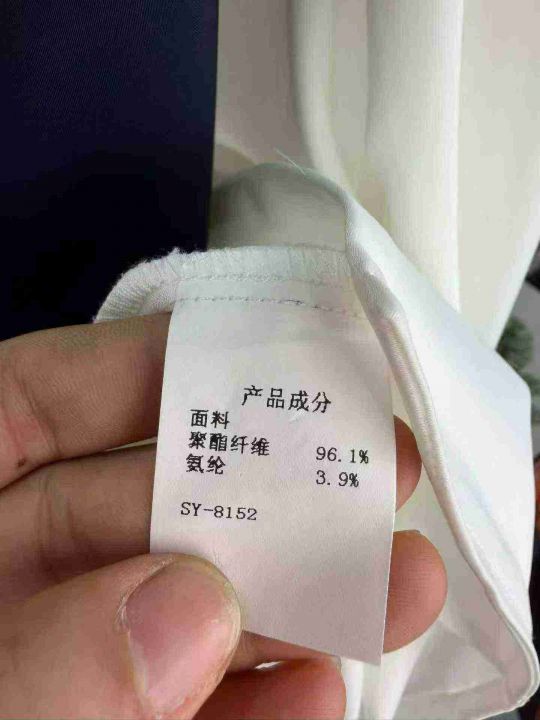 产品成分
面料
聚酯纤维 96.1%
氨纶 3.9%
SY-8152